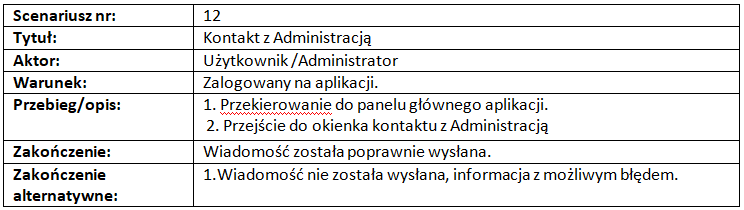 Scenariusz nr: 12
Tytuł: Kontakt z Administracją
Aktor: Użytkownik /Administrator
Warunek: Zalogowany na aplikacji.
Przebieg/opis: 1. Przekierowanie do panelu głównego aplikacji.
2. Przejście do okienka kontaktu z Administracją
Zakończenie: Wiadomość została poprawnie wysłana.
Zakończenie 1.Wiadomość nie została wysłana, informacja z możliwym błędem.
alternatywne: